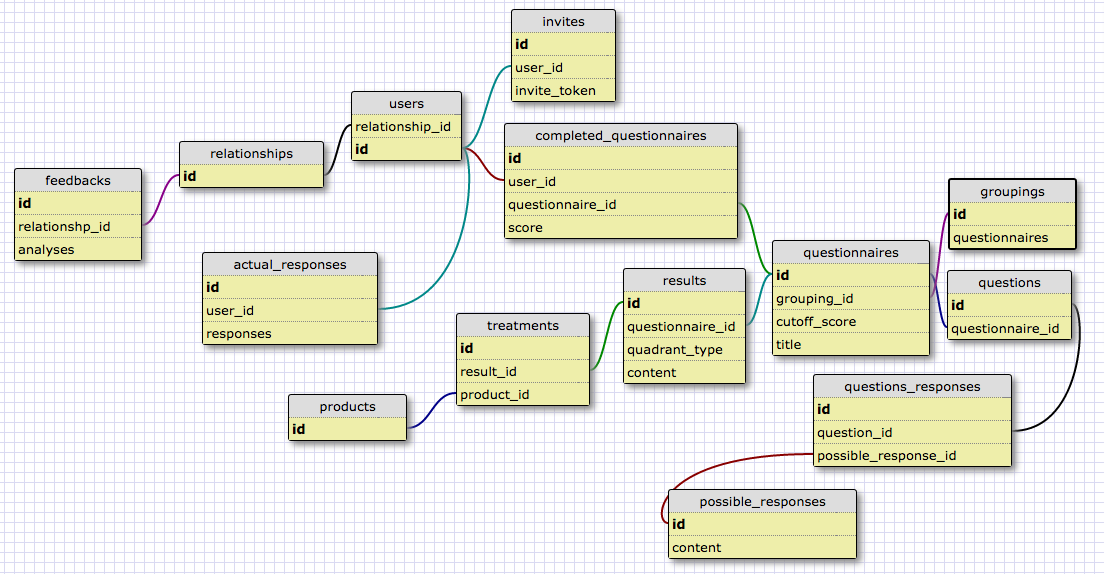 invites
id
user_id
invite_token
users
relationship_id
id
completed_questionnaires
id
user_id
questionnaire_id
score
relationships
id
feedbacks
id
relationshp_id
analyses
groupings
id
questionnaires
actual_responses
id
user_id
responses
questionnaires
id
grouping_id
cutoff_score
title
results
id
questionnaire_id
quadrant_type
content
questions
id
questionnaire_id
treatments
id
result_id
product_id
products
id
questions_responses
id
question_id
possible_response_id
possible_responses
id
content